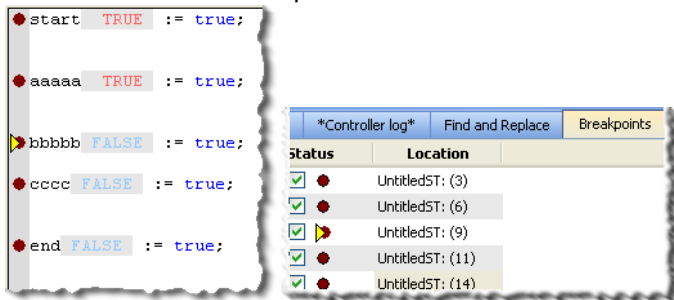 start TRUE := true;
aaaaa TRUE := true;
bbbbb FALSE := true;
cccc FALSE := true;
end FALSE := true;
*Controller log* Find and Replace Breakpoints
Status Location
UntitledST: (3)
UntitledST: (6)
UntitledST: (9)
UntitledST: (11)
UntitledST: (14)